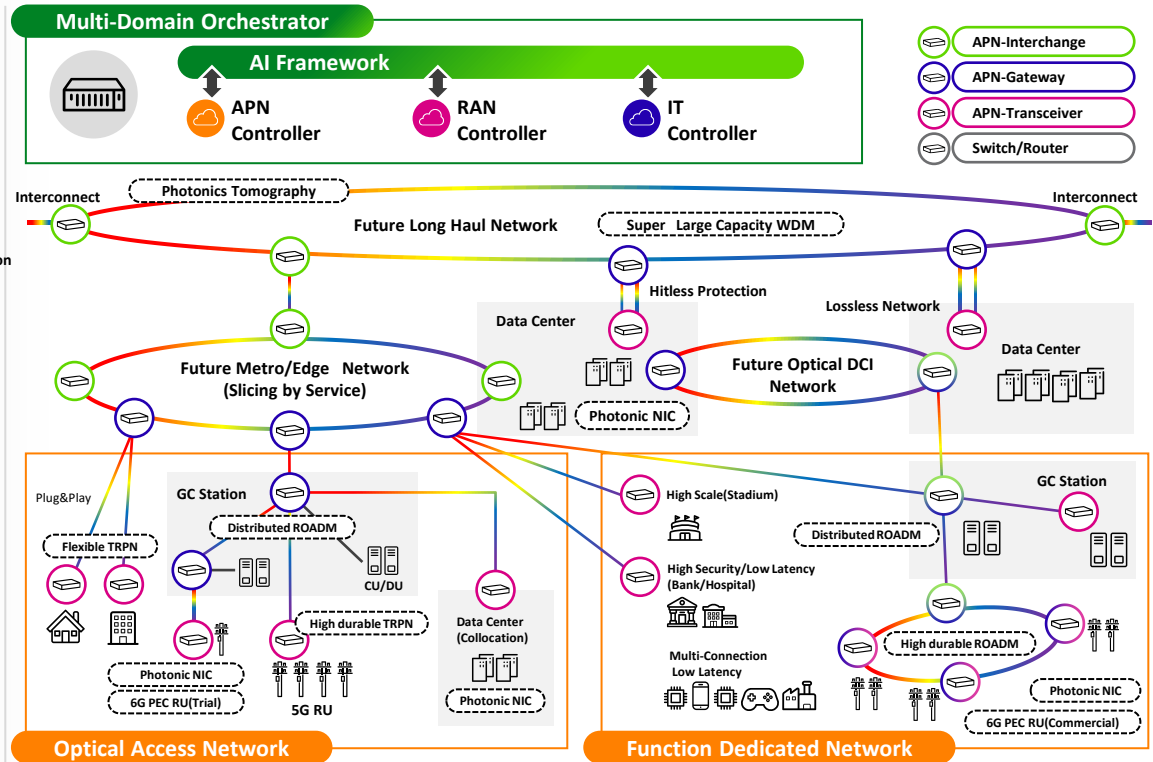 Multi-Domain Orchestrator
AI Framework
APN
Controller
RAN
Controller
IT
Controller
APN-Interchange
APN-Gateway
APN-Transceiver
Switch/Router
Interconnect
Photonics Tomography
Interconnect
Future Long Haul Network
Super Large Capacity WDM
on
Hitless Protection
Lossless Network
Data Center
Data Center
Future Metro/Edge Network
(Slicing by Service)
Future Optical DCI
Network
Photonic NIC
Plug&Play
GC Station
Distributed ROADM
Flexible TRPN
CU/DU
High durable TRPN
Data Center
(Collocation)
Photonic NIC
6G PEC RU(Trial)
5G RU
Photonic NIC
Optical Access Network
High Scale(Stadium)
High Security/Low Latency
(Bank/Hospital)
Multi-Connection
Low Latency
GC Station
Distributed ROADM
High durable ROADM
Photonic NIC
6G PEC RU(Commercial)
Function Dedicated Network